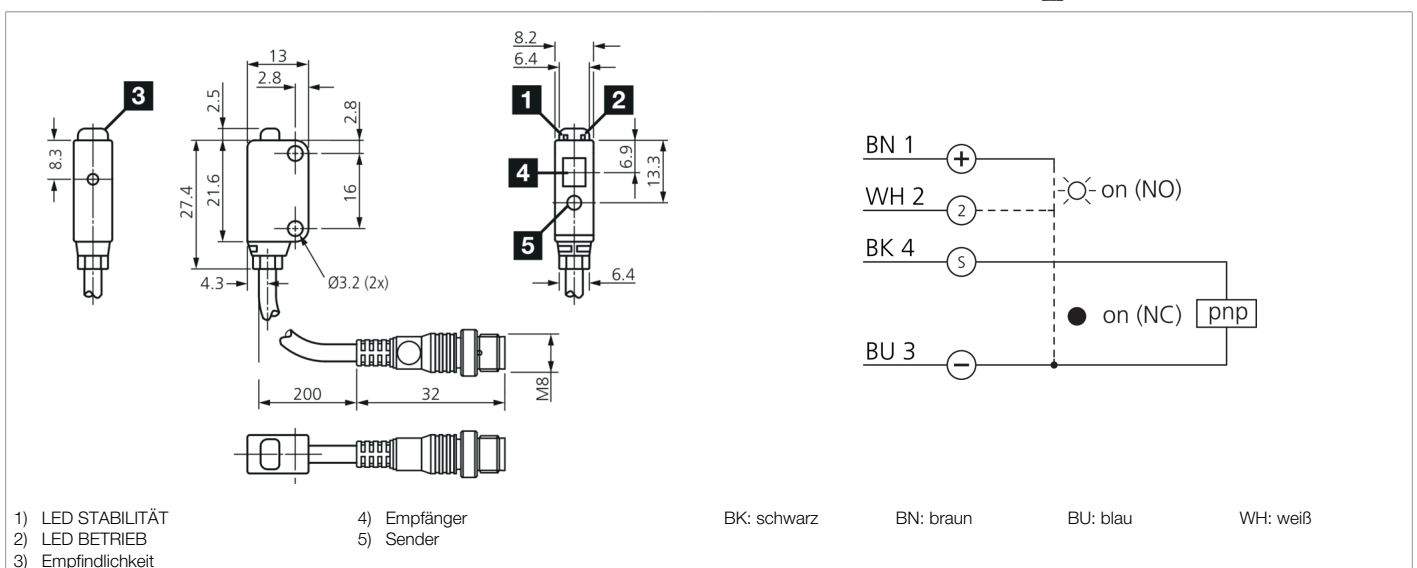 3
8.3
13
2.8
2.5
27.4
21.6
2.8
16
4.3
Ø3.2 (2x)
200
32
M8
8.2
6.4
1
2
4
5
6.9
13.3
6.4
BN 1
+
on (NO)
WH 2
2
BK 4
S
on (NC)
pnp
BU 3
−
1) LED STABILITÄT
2) LED BETRIEB
3) Empfindlichkeit
4) Empfänger
5) Sender
BK: schwarz
BN: braun
BU: blau
WH: weiß